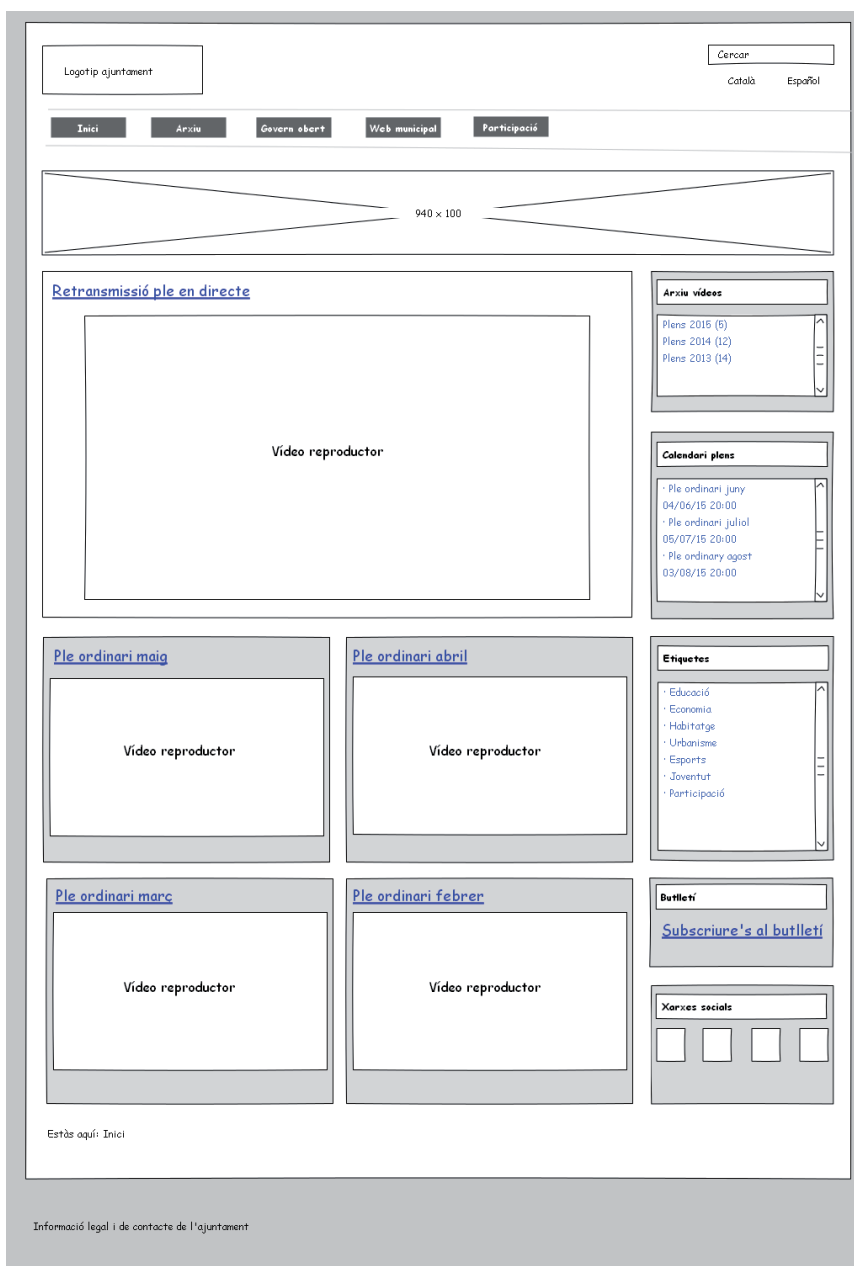 Logotip ajuntament
Cercar
Català Español
Inici Arxiu Govern obert Web municipal Participació
940 x 100
Retransmissió ple en directe
Vídeo reproductor
Arxiu vídeos
Plens 2015 (5)
Plens 2014 (12)
Plens 2013 (14)
Calendari plens
· Ple ordinari juny
04/06/15 20:00
· Ple ordinari juliol
05/07/15 20:00
· Ple ordinary agost
03/08/15 20:00
Ple ordinari maig
Vídeo reproductor
Ple ordinari abril
Vídeo reproductor
Etiquetes
· Educació
· Economia
· Habitatge
· Urbanisme
· Esports
· Joventut
· Participació
Ple ordinari març
Vídeo reproductor
Ple ordinari febrer
Vídeo reproductor
Butlletí
Subscriure's al butlletí
Xarxes socials
Estàs aquí: Inici
Informació legal i de contacte de l'ajuntament